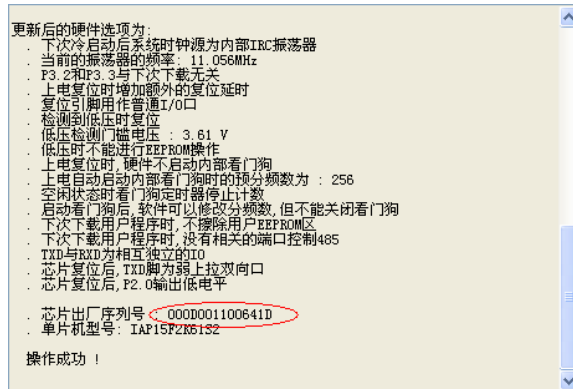 更新后的硬件选项为:
. 下次冷启动后系统时钟源为内部IRC振荡器
. 当前的振荡器的频率: 11.056MHz
. P3.2和P3.3与下次下载无关
. 上电复位时增加额外的复位延时
. 复位引脚用作普通I/O口
. 检测到低压时复位
. 低压检测门槛电压 : 3.61 V
. 低压时不能进行EEPROM操作
. 上电复位时,硬件不启动内部看门狗
. 上电自动启动内部看门狗时的预分频数为 : 256
. 空闲状态时看门狗定时器停止计数
. 启动看门狗后,软件可以修改分频数,但不能关闭看门狗
. 下次下载用户程序时,不擦除用户EEPROM区
. 下次下载用户程序时,没有相关的端口控制485
. TXD与RXD为相互独立的IO
. 芯片复位后,TXD脚为弱上拉双向口
. 芯片复位后,P2.0输出低电平
. 芯片出厂序列号 : 000D001100641D
. 单片机型号: IAP15F2K61S2
操作成功 !